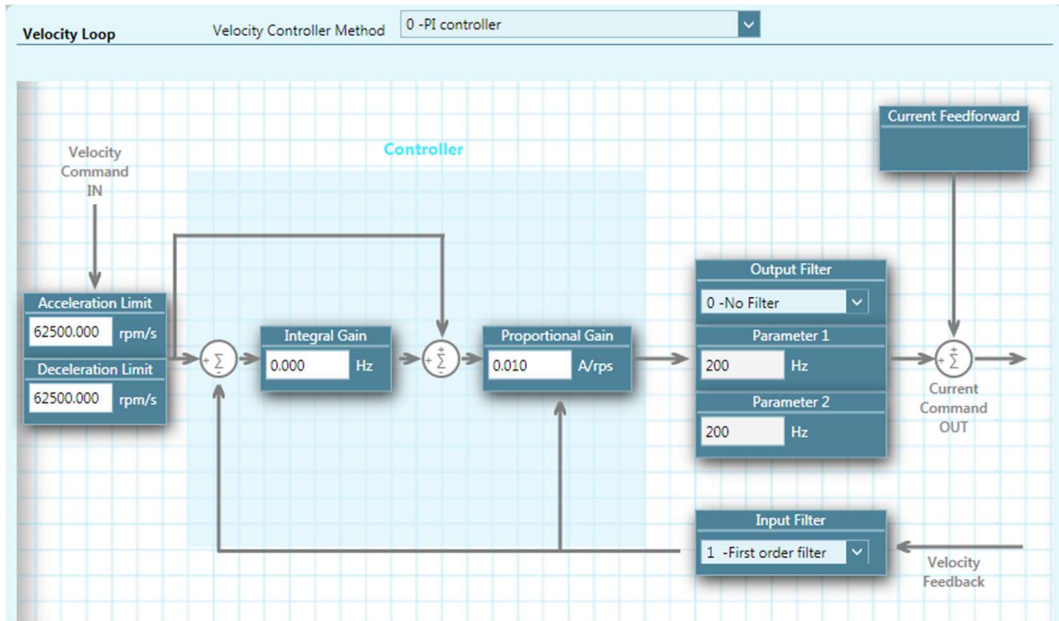 Velocity Loop
Velocity Controller Method
0 -PI controller
Current Feedforward
Controller
Velocity
Command
IN
Acceleration Limit
62500.000 rpm/s
Deceleration Limit
62500.000 rpm/s
+ Σ -
Integral Gain
0.000 Hz
+
+ Σ
-
Proportional Gain
0.010 A/rps
Output Filter
0 -No Filter
Parameter 1
200 Hz
Parameter 2
200 Hz
+
+ Σ
Current
Command
OUT
Input Filter
1 -First order filter
Velocity
Feedback